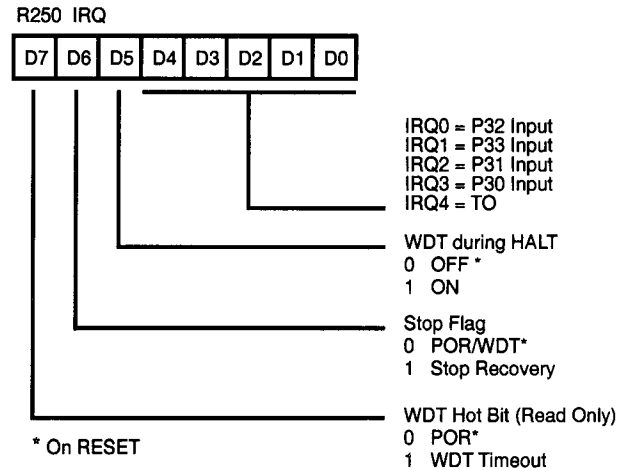 R250 IRQ
D7 D6 D5 D4 D3 D2 D1 D0
IRQ0 = P32 Input
IRQ1 = P33 Input
IRQ2 = P31 Input
IRQ3 = P30 Input
IRQ4 = TO
WDT during HALT
0 OFF *
1 ON
Stop Flag
0 POR/WDT*
1 Stop Recovery
WDT Hot Bit (Read Only)
0 POR*
1 WDT Timeout
* On RESET